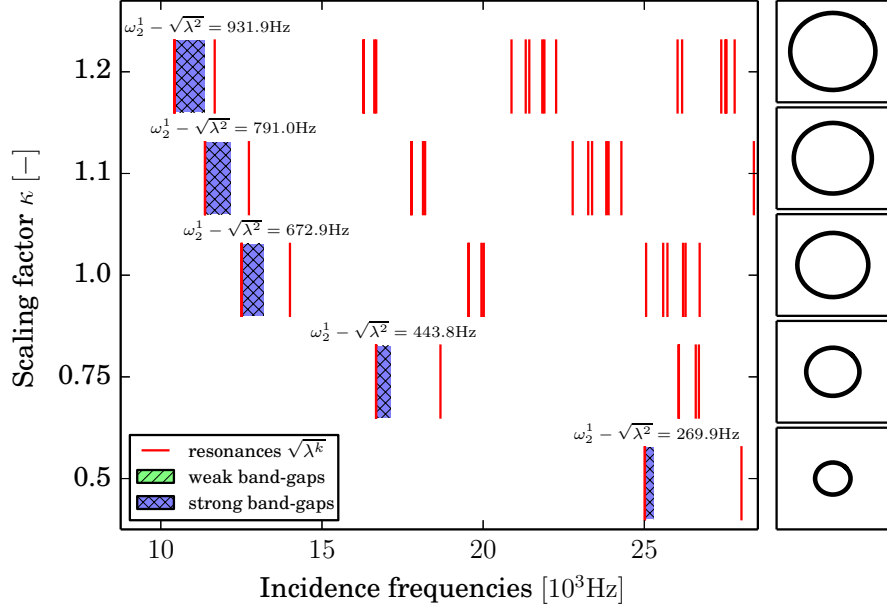 ω₂¹ − √λ² = 931.9Hz
1.2
ω₂¹ − √λ² = 791.0Hz
1.1
ω₂¹ − √λ² = 672.9Hz
1.0
ω₂¹ − √λ² = 443.8Hz
0.75
ω₂¹ − √λ² = 269.9Hz
0.5
Scaling factor κ [−]
resonances √λᵏ
weak band-gaps
strong band-gaps
10 15 20 25
Incidence frequencies [10³Hz]